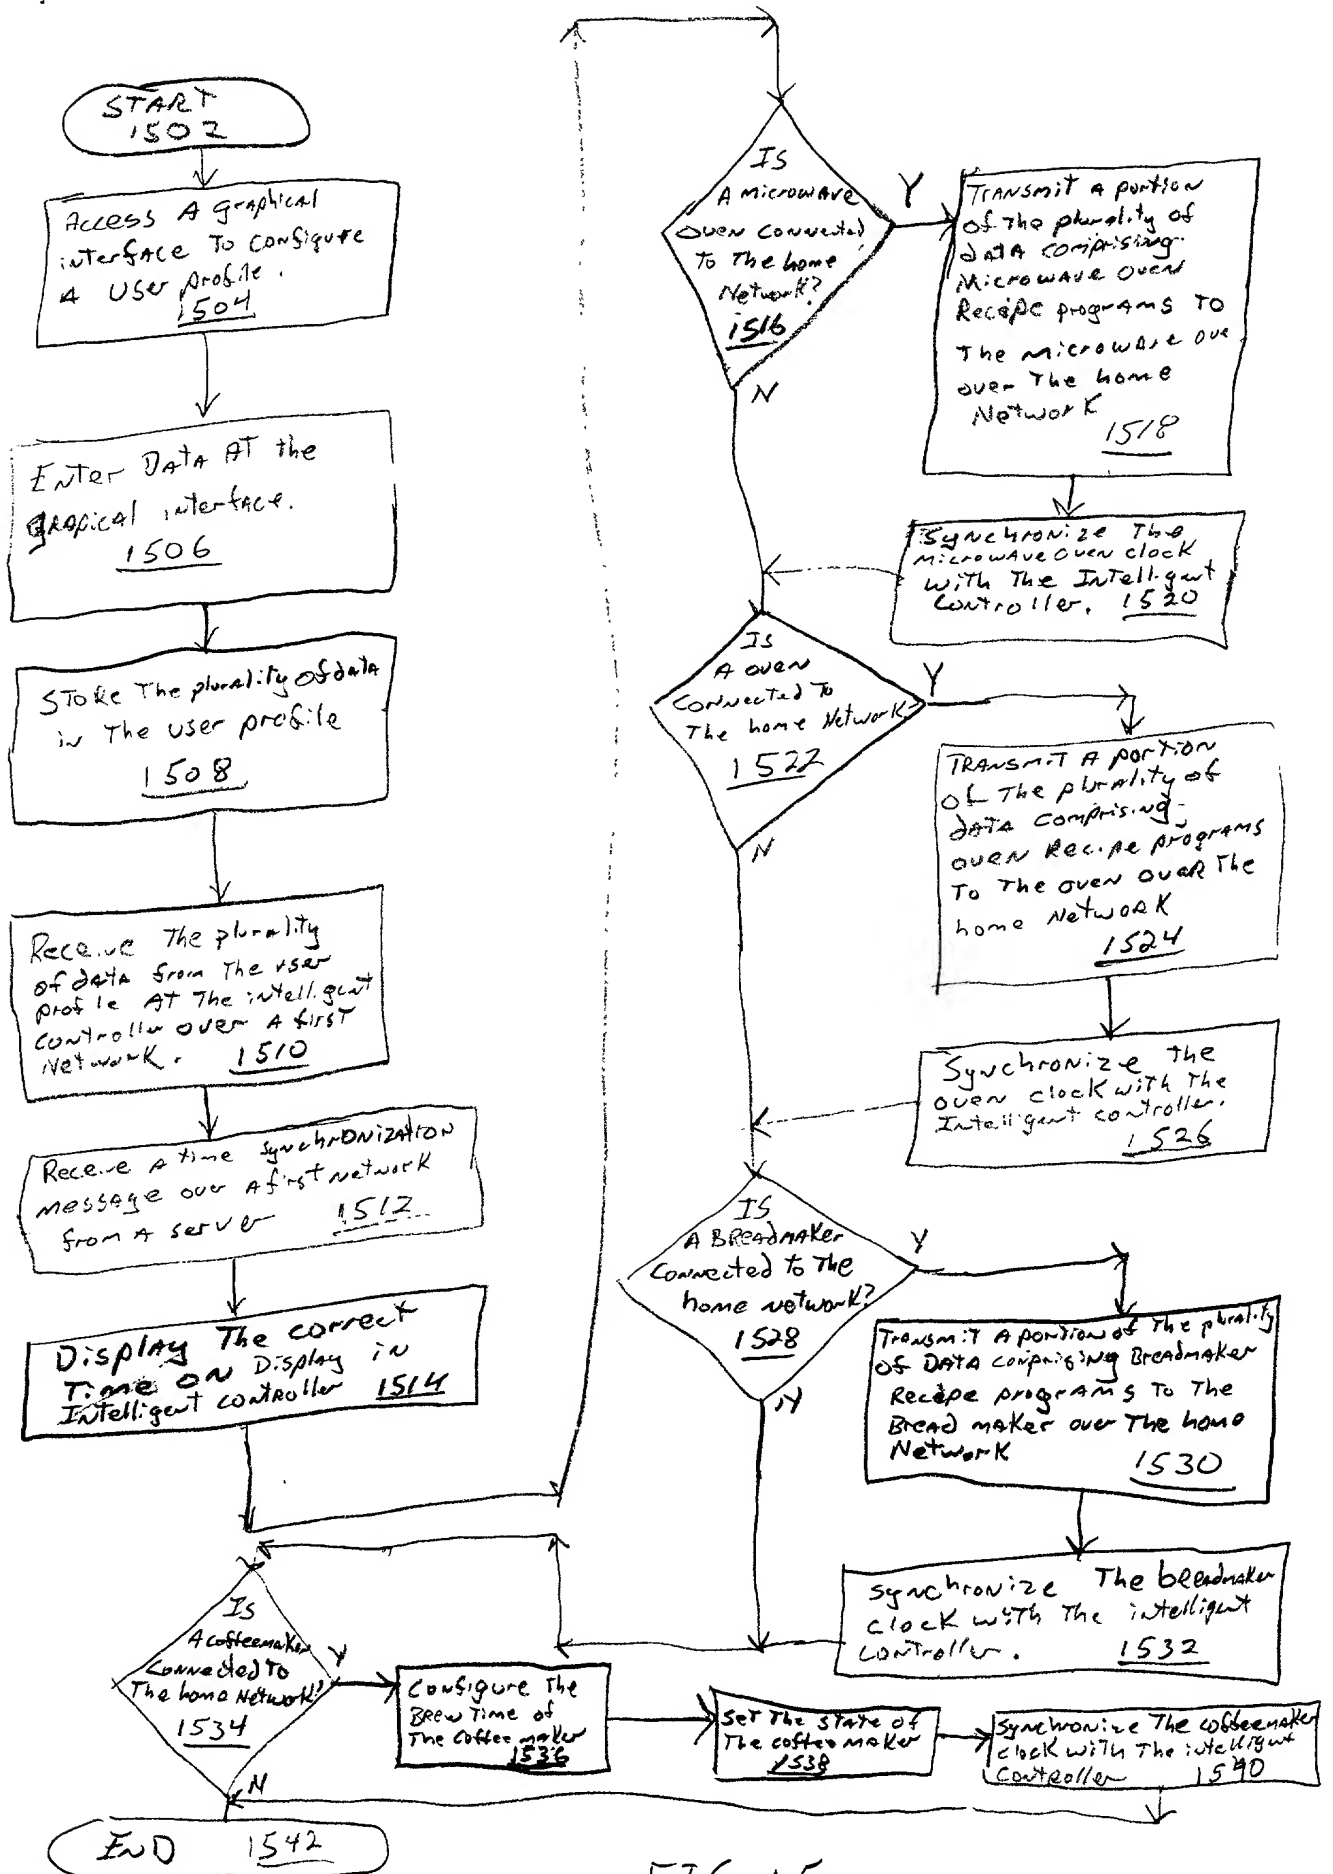 START
1502
Access A graphical
interface To Configure
A User profile.
1504
Enter Data AT the
grapical interface.
1506
Store The plurality of data
in The user profile
1508
Receive The plurality
of data from The user
profile AT The intelligent
Controller over A first
Network. 1510
Receive A time synchronization
message over A first network
from A server 1512
Display The correct
Time on Display in
Intelligent controller 1514
Is
A microwave
oven connected
To The home
Network?
1516
Y
N
Transmit A portion
of The plurality of
data comprising
Microwave oven
Recipe programs To
The microwave ove
over The home
Network
1518
Synchronize The
microwave oven clock
with The Intelligent
Controller. 1520
Is
A oven
Connected To
The home Network?
1522
Y
N
Transmit A portion
of The plurality of
data comprising
oven Recipe programs
To The oven over The
home Network
1524
Synchronize the
oven clock with The
Intelligent controller.
1526
Is
A Breadmaker
Connected to The
home network?
1528
Y
N
Transmit A portion of The plurality
of Data comprising Breadmaker
Recipe programs To The
Bread maker over The home
Network 1530
Synchronize The breadmaker
clock with The intelligent
Controller. 1532
Is
A coffeemaker
Connected To
The home Network?
1534
Y
N
Configure The
Brew Time of
The Coffee maker
1536
Set The State of
The coffee maker
1538
Synchronize The coffeemaker
clock with The intelligent
Controller 1540
END 1542
FIG. 15